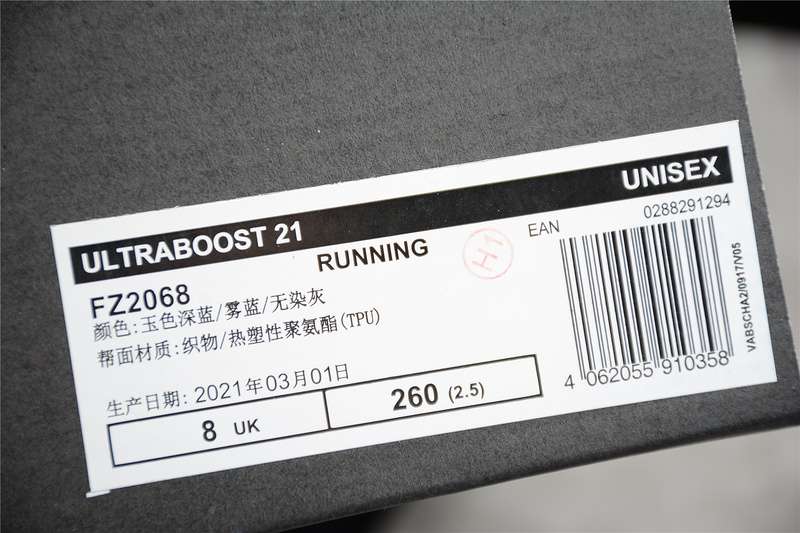 ULTRABOOST 21
UNISEX
RUNNING
H1
EAN
0288291294
FZ2068
颜色:玉色深蓝/雾蓝/无染灰
帮面材质:织物/热塑性聚氨酯(TPU)
生产日期: 2021年03月01日
8 UK
260 (2.5)
4 062055 910358
VABSCHA2/0917/V05